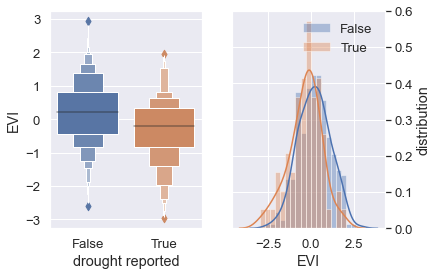 3
2
1
0
−1
−2
−3
EVI
False
True
drought reported
False
True
0.6
0.5
0.4
0.3
0.2
0.1
0.0
distribution
−2.5
0.0
2.5
EVI